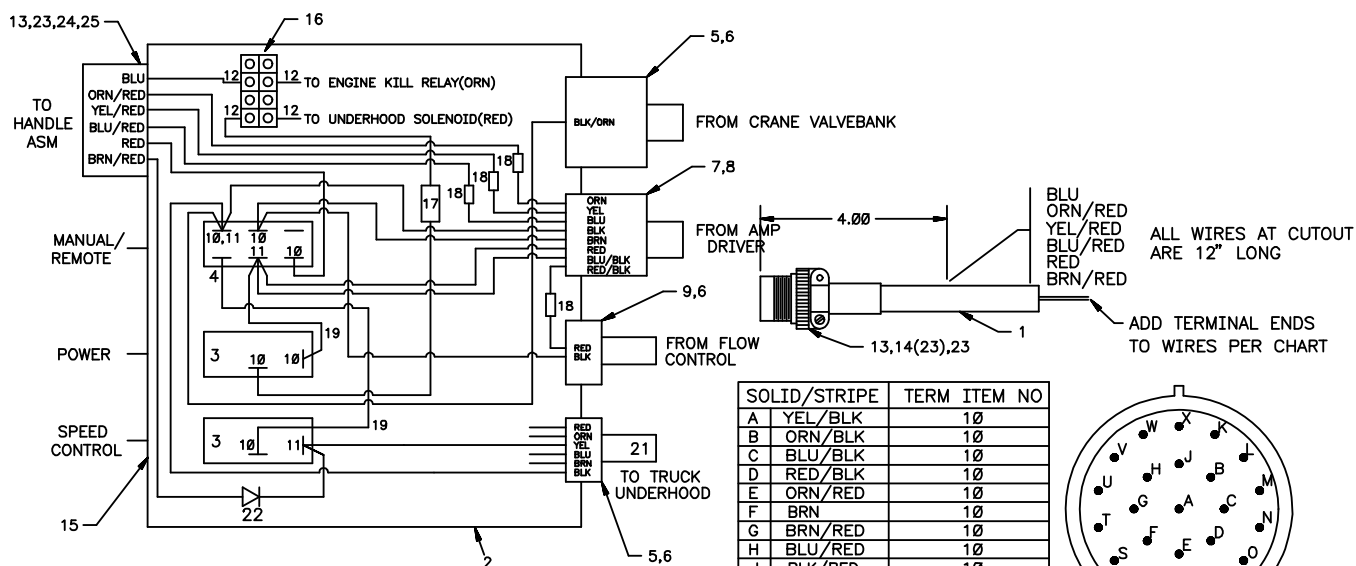 13,23,24,25
16
5,6
BLU
ORN/RED
YEL/RED
BLU/RED
RED
BRN/RED
TO
HANDLE
ASM
12
12
TO ENGINE KILL RELAY(ORN)
12
12
TO UNDERHOOD SOLENOID(RED)
BLK/ORN
FROM CRANE VALVEBANK
18
18
18
17
7,8
ORN
YEL
BLU
BLK
BRN
RED
BLU/BLK
RED/BLK
FROM AMP
DRIVER
MANUAL/
REMOTE
10,11
10
11
10
4
18
9,6
RED
BLK
FROM FLOW
CONTROL
POWER
3
10
10
19
SPEED
CONTROL
3
10
11
19
RED
ORN
YEL
BLU
BRN
BLK
21
TO TRUCK
UNDERHOOD
22
15
2
5,6
4.00
BLU
ORN/RED
YEL/RED
BLU/RED
RED
BRN/RED
ALL WIRES AT CUTOUT
ARE 12" LONG
1
13,14(23),23
ADD TERMINAL ENDS
TO WIRES PER CHART
SOLID/STRIPE TERM ITEM NO
A YEL/BLK 10
B ORN/BLK 10
C BLU/BLK 10
D RED/BLK 10
E ORN/RED 10
F BRN 10
G BRN/RED 10
H BLU/RED 10
J BLK/RED 10
X
W
K
V
L
J
H
B
U
M
G
A
C
T
N
F
D
S
E
O